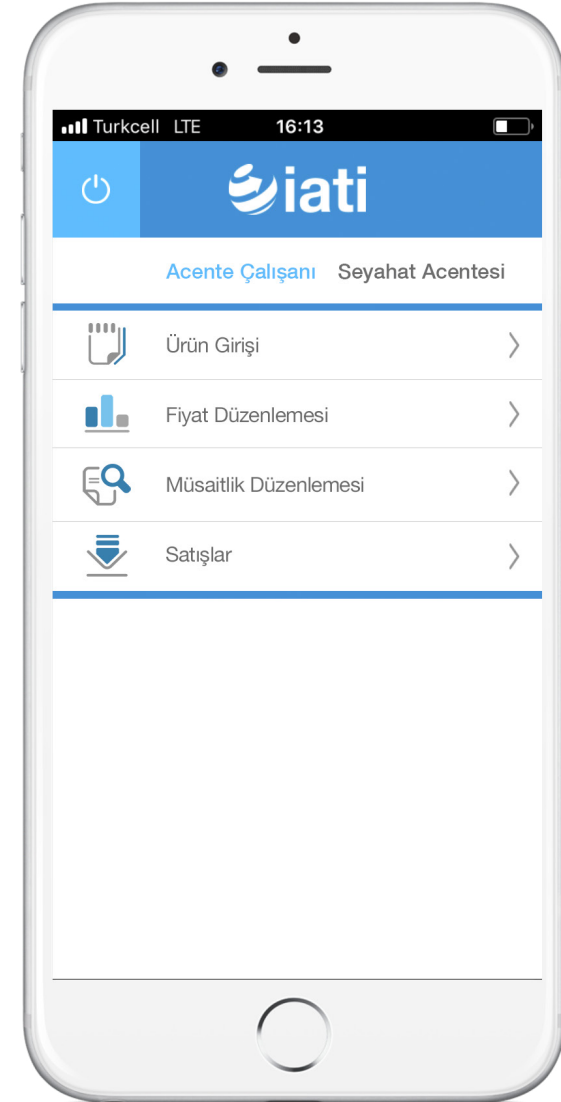 Turkcell LTE 16:13
iati
Acente Çalışanı Seyahat Acentesi
Ürün Girişi
Fiyat Düzenlemesi
Müsaitlik Düzenlemesi
Satışlar